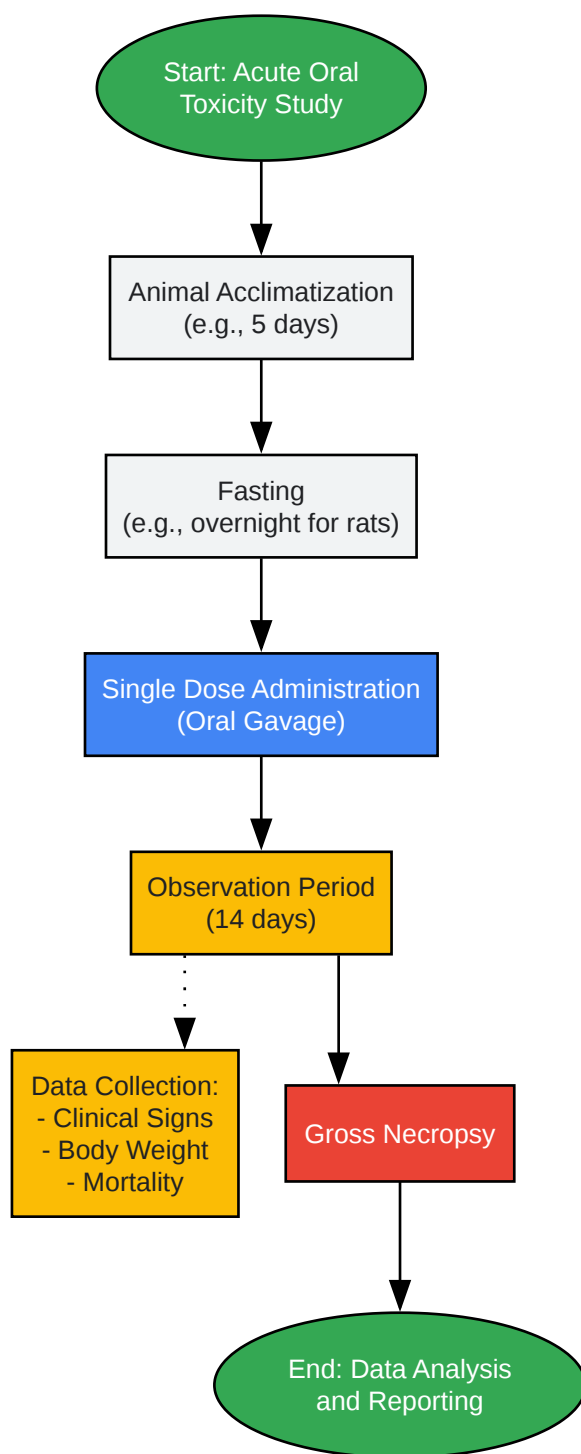 Start: Acute Oral
Toxicity Study
Animal Acclimatization
(e.g., 5 days)
Fasting
(e.g., overnight for rats)
Single Dose Administration
(Oral Gavage)
Observation Period
(14 days)
Data Collection:
- Clinical Signs
- Body Weight
- Mortality
Gross Necropsy
End: Data Analysis
and Reporting